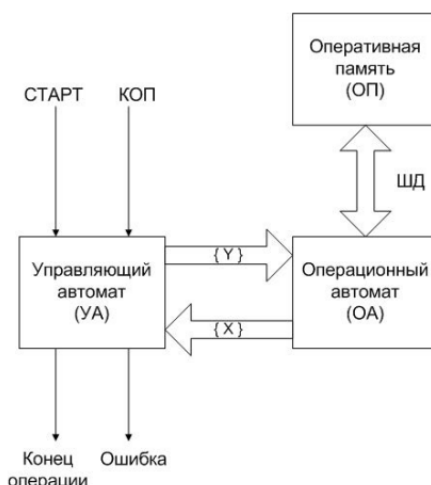 Оперативная
память
(ОП)
СТАРТ
КОП
ШД
Управляющий
автомат
(УА)
{ Y }
{ X }
Операционный
автомат
(ОА)
Конец
операции
Ошибка